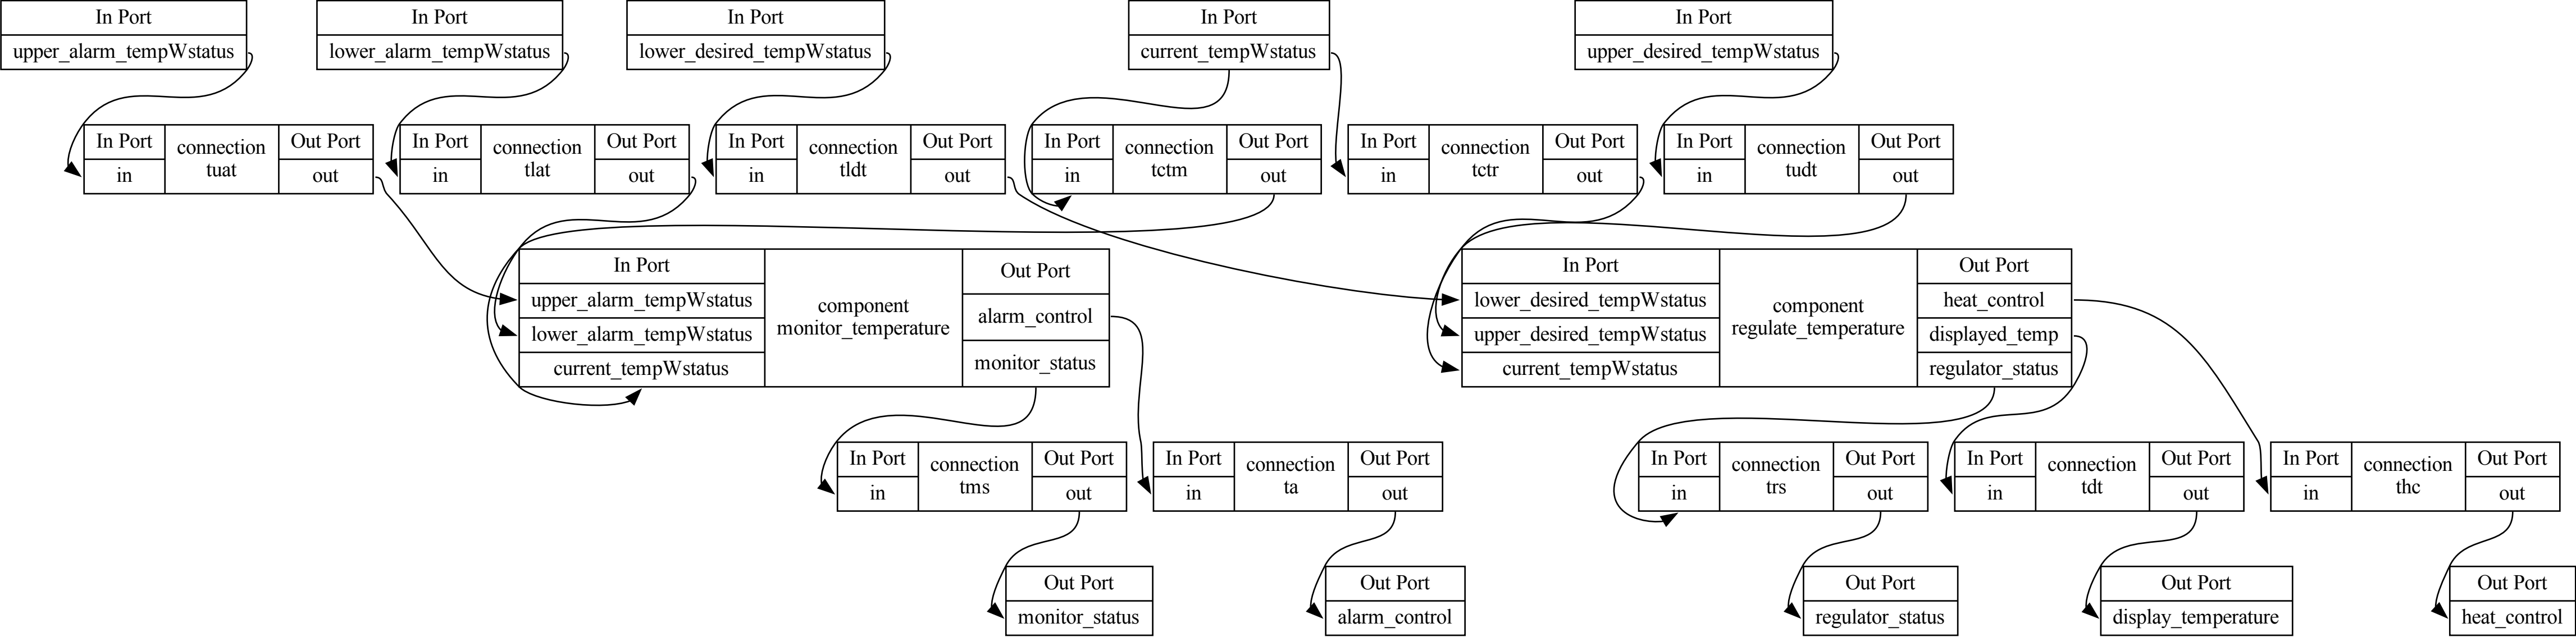 In Port
upper_alarm_tempWstatus
In Port
lower_alarm_tempWstatus
In Port
lower_desired_tempWstatus
In Port
current_tempWstatus
In Port
upper_desired_tempWstatus
In Port
in
connection
tuat
Out Port
out
In Port
in
connection
tlat
Out Port
out
In Port
in
connection
tldt
Out Port
out
In Port
in
connection
tctm
Out Port
out
In Port
in
connection
tctr
Out Port
out
In Port
in
connection
tudt
Out Port
out
In Port
upper_alarm_tempWstatus
lower_alarm_tempWstatus
current_tempWstatus
component
monitor_temperature
Out Port
alarm_control
monitor_status
In Port
lower_desired_tempWstatus
upper_desired_tempWstatus
current_tempWstatus
component
regulate_temperature
Out Port
heat_control
displayed_temp
regulator_status
In Port
in
connection
tms
Out Port
out
In Port
in
connection
ta
Out Port
out
In Port
in
connection
trs
Out Port
out
In Port
in
connection
tdt
Out Port
out
In Port
in
connection
thc
Out Port
out
Out Port
monitor_status
Out Port
alarm_control
Out Port
regulator_status
Out Port
display_temperature
Out Port
heat_control